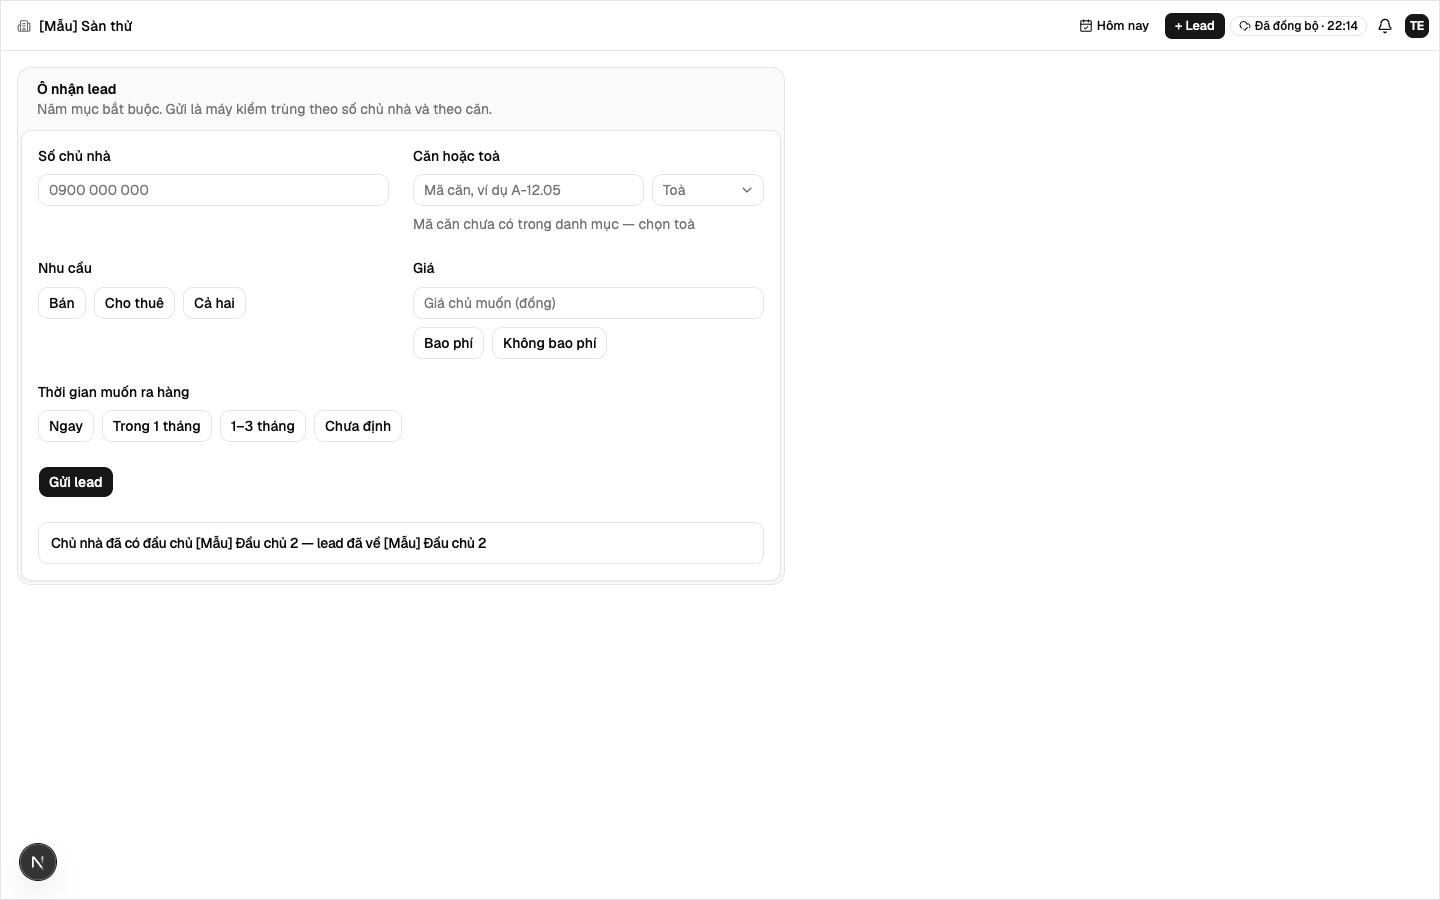 [Mẫu] Sàn thử
Hôm nay
+ Lead
Đã đồng bộ · 22:14
TE
Ô nhận lead
Năm mục bắt buộc. Gửi là máy kiểm trùng theo số chủ nhà và theo căn.
Số chủ nhà
0900 000 000
Căn hoặc toà
Mã căn, ví dụ A-12.05
Toà
Mã căn chưa có trong danh mục — chọn toà
Nhu cầu
Bán
Cho thuê
Cả hai
Giá
Giá chủ muốn (đồng)
Bao phí
Không bao phí
Thời gian muốn ra hàng
Ngay
Trong 1 tháng
1–3 tháng
Chưa định
Gửi lead
Chủ nhà đã có đầu chủ [Mẫu] Đầu chủ 2 — lead đã về [Mẫu] Đầu chủ 2
N